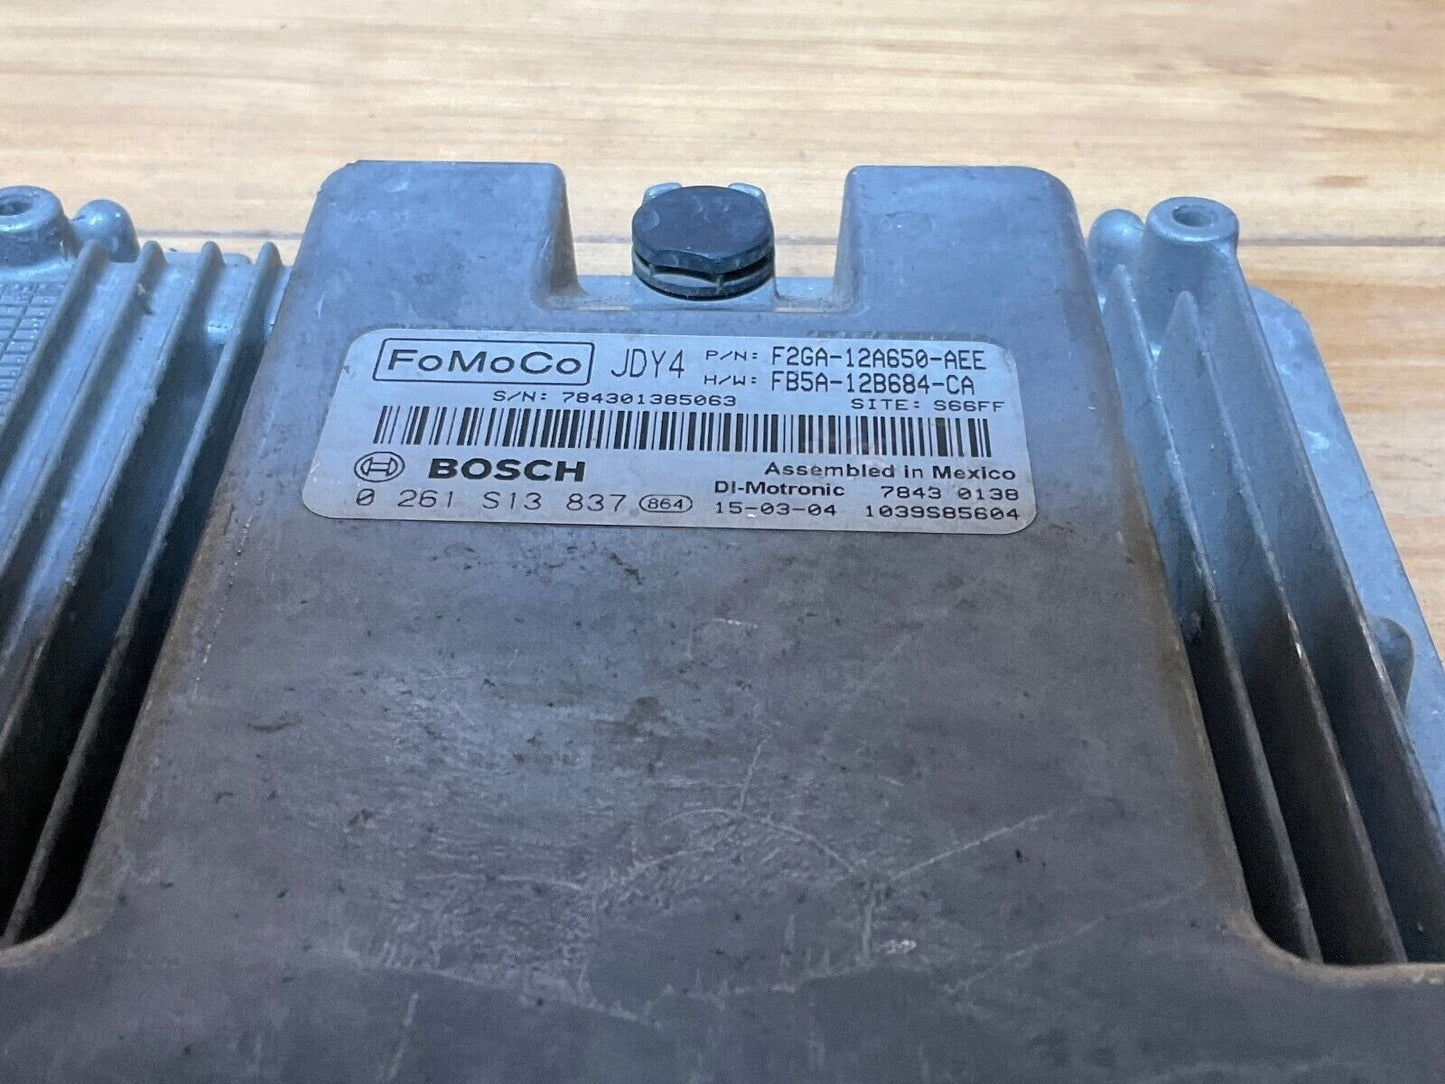 FoMoCo JDY4 P/N: F2GA-12A650-AEE
H/W: FB5A-12B684-CA
S/N: 784301385063 SITE: S66FF
BOSCH Assembled in Mexico
DI-Motronic 7843 0138
0 261 S13 837 864 15-03-04 1039S85604